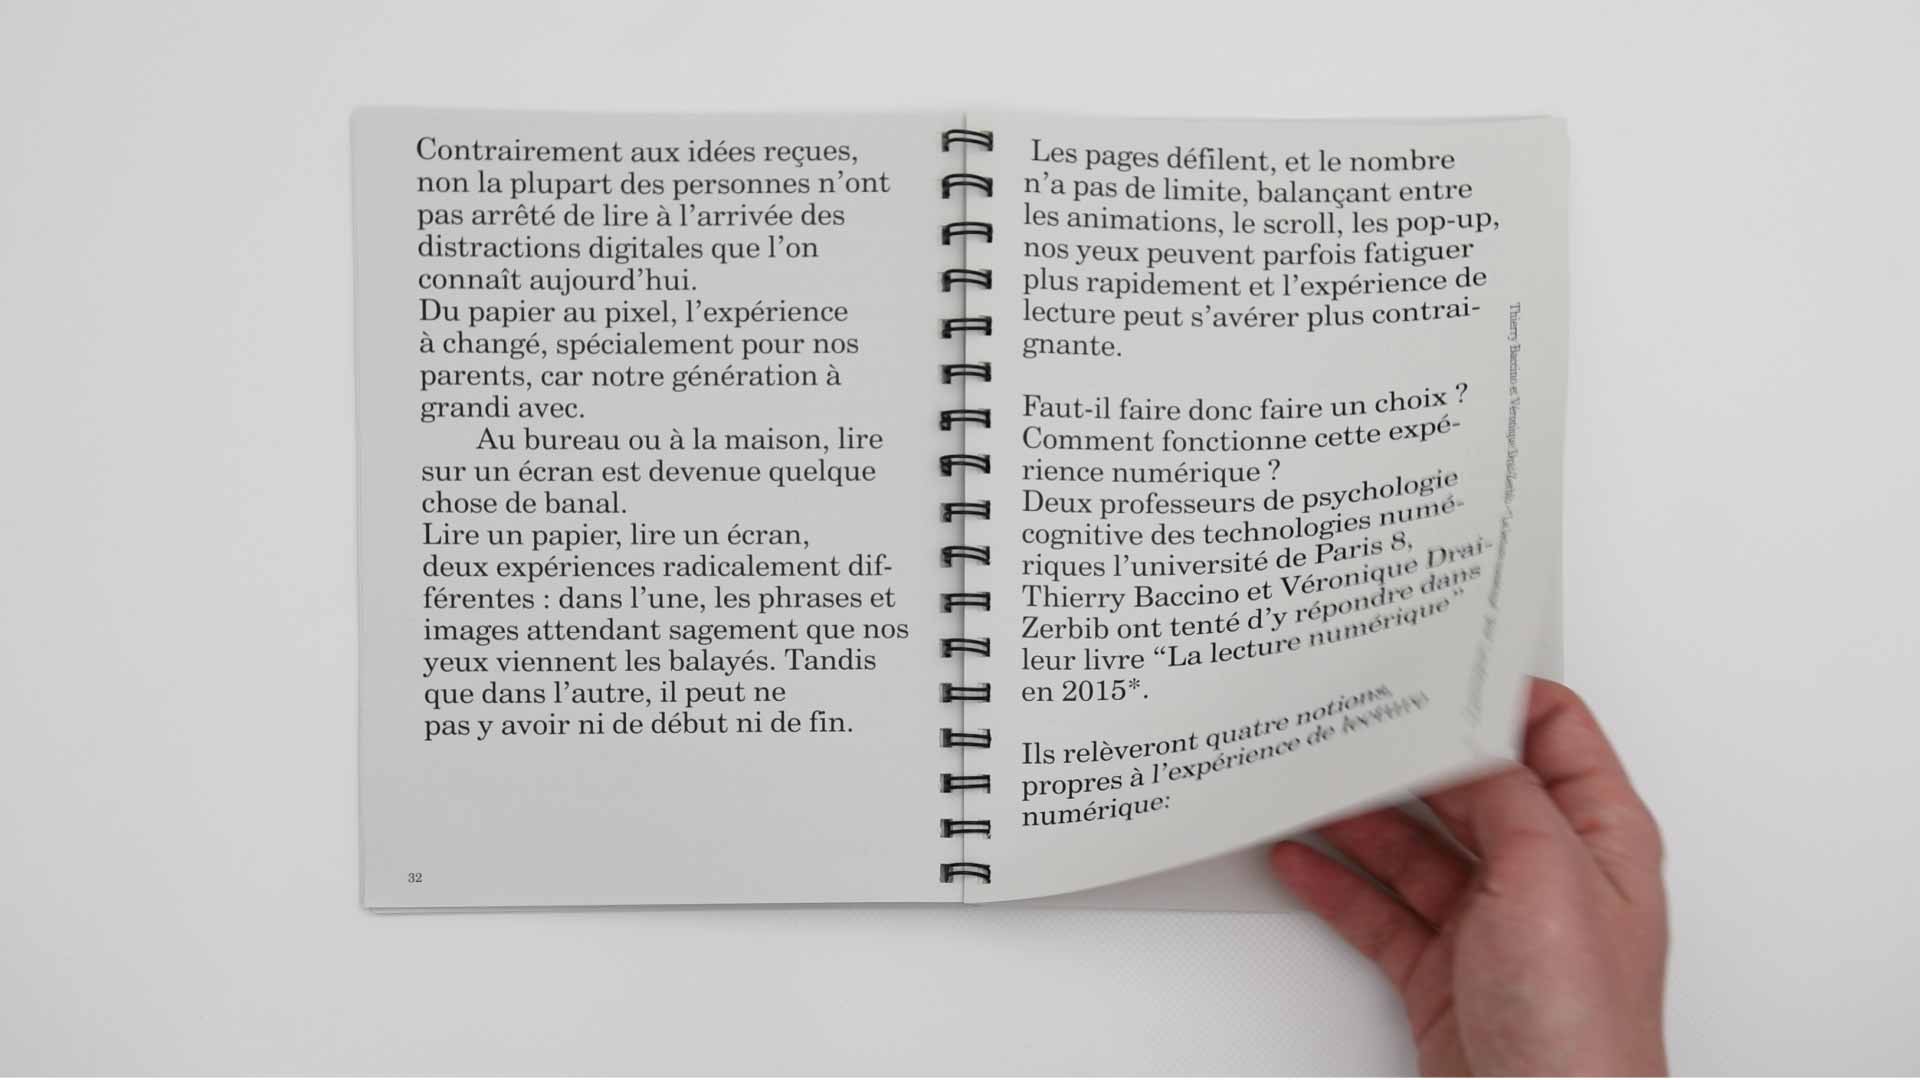 Contrairement aux idées reçues,
non la plupart des personnes n’ont
pas arrêté de lire à l’arrivée des
distractions digitales que l’on
connaît aujourd’hui.
Du papier au pixel, l’expérience
à changé, spécialement pour nos
parents, car notre génération à
grandi avec.
Au bureau ou à la maison, lire
sur un écran est devenue quelque
chose de banal.
Lire un papier, lire un écran,
deux expériences radicalement dif-
férentes : dans l’une, les phrases et
images attendant sagement que nos
yeux viennent les balayés. Tandis
que dans l’autre, il peut ne
pas y avoir ni de début ni de fin.
32
Les pages défilent, et le nombre
n’a pas de limite, balançant entre
les animations, le scroll, les pop-up,
nos yeux peuvent parfois fatiguer
plus rapidement et l’expérience de
lecture peut s’avérer plus contrai-
gnante.
Faut-il faire donc faire un choix ?
Comment fonctionne cette expé-
rience numérique ?
Deux professeurs de psychologie
cognitive des technologies numé-
riques l’université de Paris 8,
Thierry Baccino et Véronique Drai-
Zerbib ont tenté d’y répondre dans
leur livre “La lecture numérique”
en 2015*.
Ils relèveront quatre notions
propres à l’expérience de lecture
numérique:
Thierry Baccino et Véronique Drai-Zerbib,